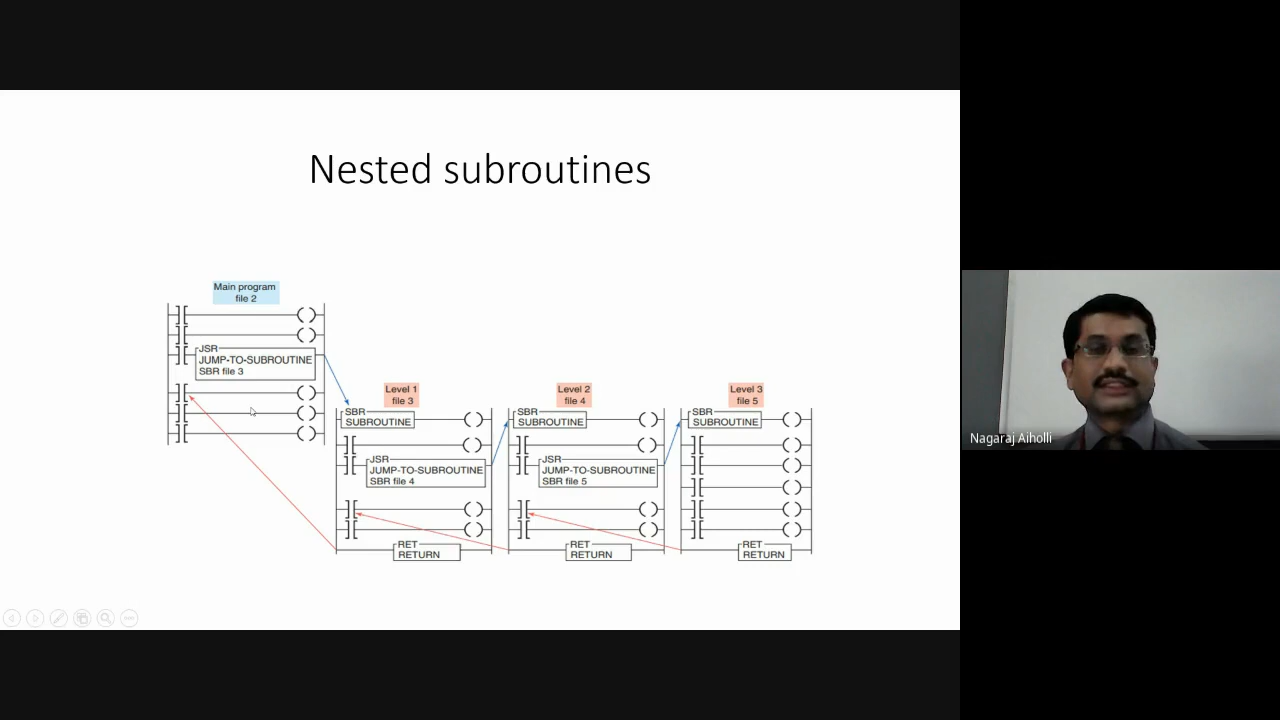 Nested subroutines
Main program
file 2
JSR
JUMP-TO-SUBROUTINE
SBR file 3
Level 1
file 3
SBR
SUBROUTINE
JSR
JUMP-TO-SUBROUTINE
SBR file 4
RET
RETURN
Level 2
file 4
SBR
SUBROUTINE
JSR
JUMP-TO-SUBROUTINE
SBR file 5
RET
RETURN
Level 3
file 5
SBR
SUBROUTINE
RET
RETURN
Nagaraj Aiholli